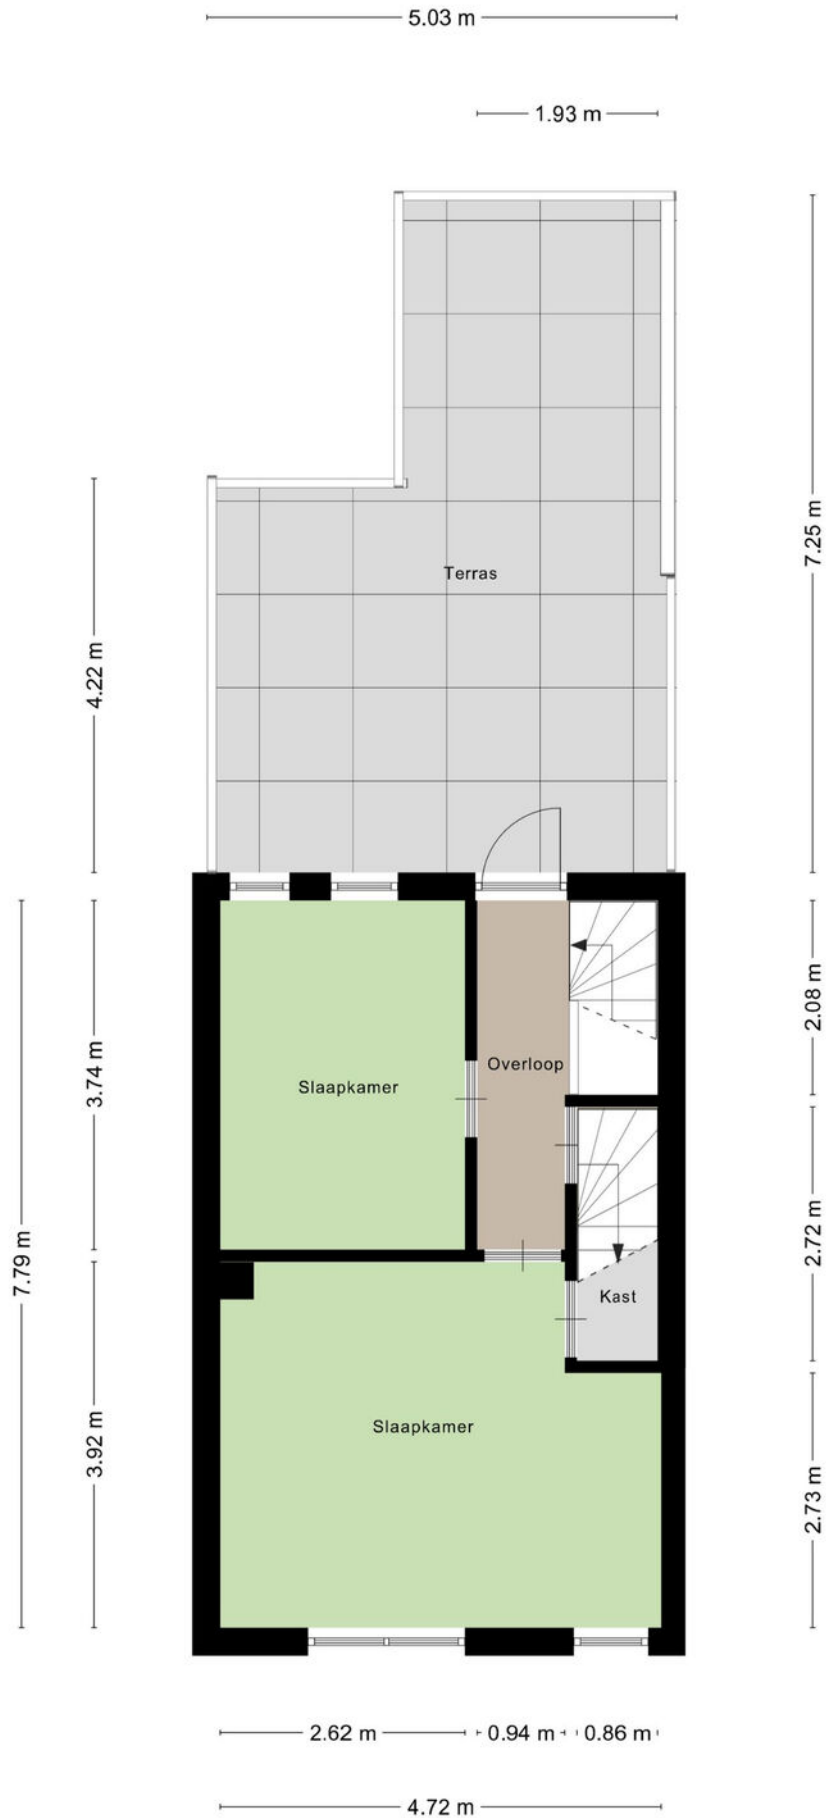 5.03 m
1.93 m
7.25 m
Terras
4.22 m
2.08 m
3.74 m
Overloop
Slaapkamer
7.79 m
2.72 m
Kast
Slaapkamer
3.92 m
2.73 m
2.62 m
0.94 m
0.86 m
4.72 m